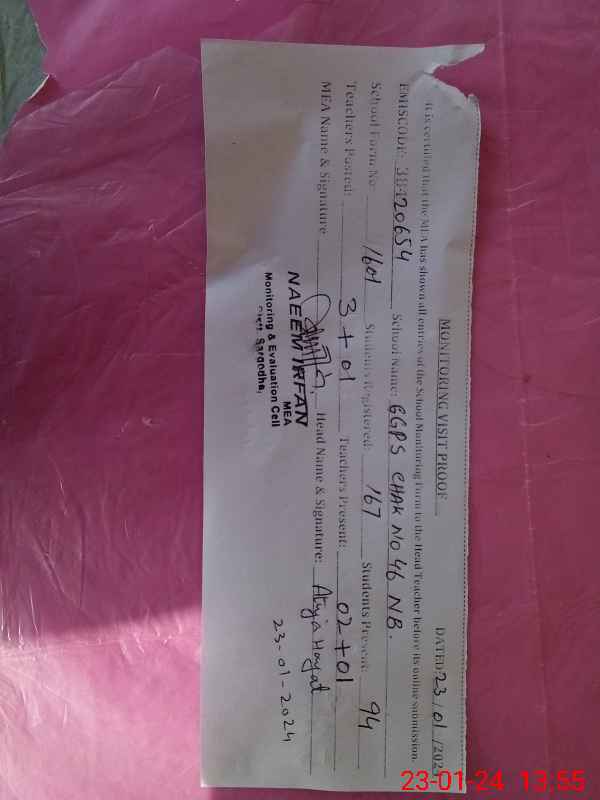 MONITORING VISIT PROOF
DATED: 23/01/202
It is certified that the MEA has shown all entries of the School Monitoring Form to the Head Teacher before its online submission.
EMISCODE: 38420654 School Name: GGPS CHAK NO 46 NB.
School Form No 1601 Students Registered: 167 Students Present: 94
Teachers Posted: 3+01 Teachers Present: 02+01
MEA Name & Signature Head Name & Signature: Atyia Hayat
23-01-2024
NAEEM IRFAN
MEA
Monitoring & Evaluation Cell
Distt. Sargodha.
23-01-24 13:55